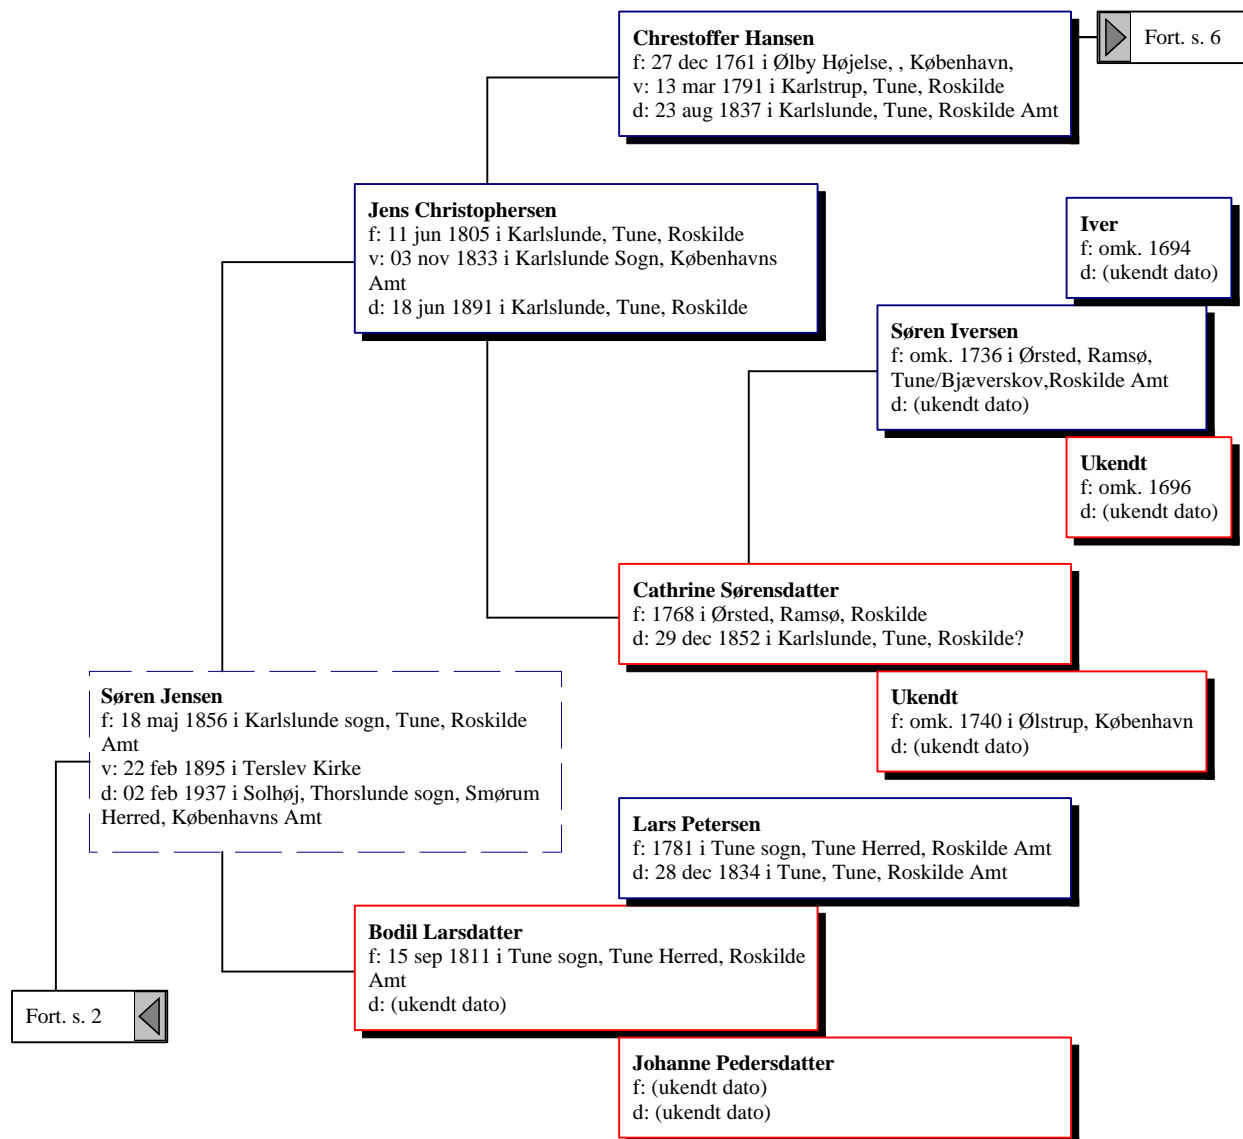 Chrestoffer Hansen
f: 27 dec 1761 i Ølby Højelse, , København,
v: 13 mar 1791 i Karlstrup, Tune, Roskilde
d: 23 aug 1837 i Karlslunde, Tune, Roskilde Amt
Fort. s. 6
Jens Christophersen
f: 11 jun 1805 i Karlslunde, Tune, Roskilde
v: 03 nov 1833 i Karlslunde Sogn, Københavns
Amt
d: 18 jun 1891 i Karlslunde, Tune, Roskilde
Iver
f: omk. 1694
d: (ukendt dato)
Søren Iversen
f: omk. 1736 i Ørsted, Ramsø,
Tune/Bjæverskov,Roskilde Amt
d: (ukendt dato)
Ukendt
f: omk. 1696
d: (ukendt dato)
Cathrine Sørensdatter
f: 1768 i Ørsted, Ramsø, Roskilde
d: 29 dec 1852 i Karlslunde, Tune, Roskilde?
Ukendt
f: omk. 1740 i Ølstrup, København
d: (ukendt dato)
Søren Jensen
f: 18 maj 1856 i Karlslunde sogn, Tune, Roskilde
Amt
v: 22 feb 1895 i Terslev Kirke
d: 02 feb 1937 i Solhøj, Thorslunde sogn, Smørum
Herred, Københavns Amt
Lars Petersen
f: 1781 i Tune sogn, Tune Herred, Roskilde Amt
d: 28 dec 1834 i Tune, Tune, Roskilde Amt
Bodil Larsdatter
f: 15 sep 1811 i Tune sogn, Tune Herred, Roskilde
Amt
d: (ukendt dato)
Fort. s. 2
Johanne Pedersdatter
f: (ukendt dato)
d: (ukendt dato)